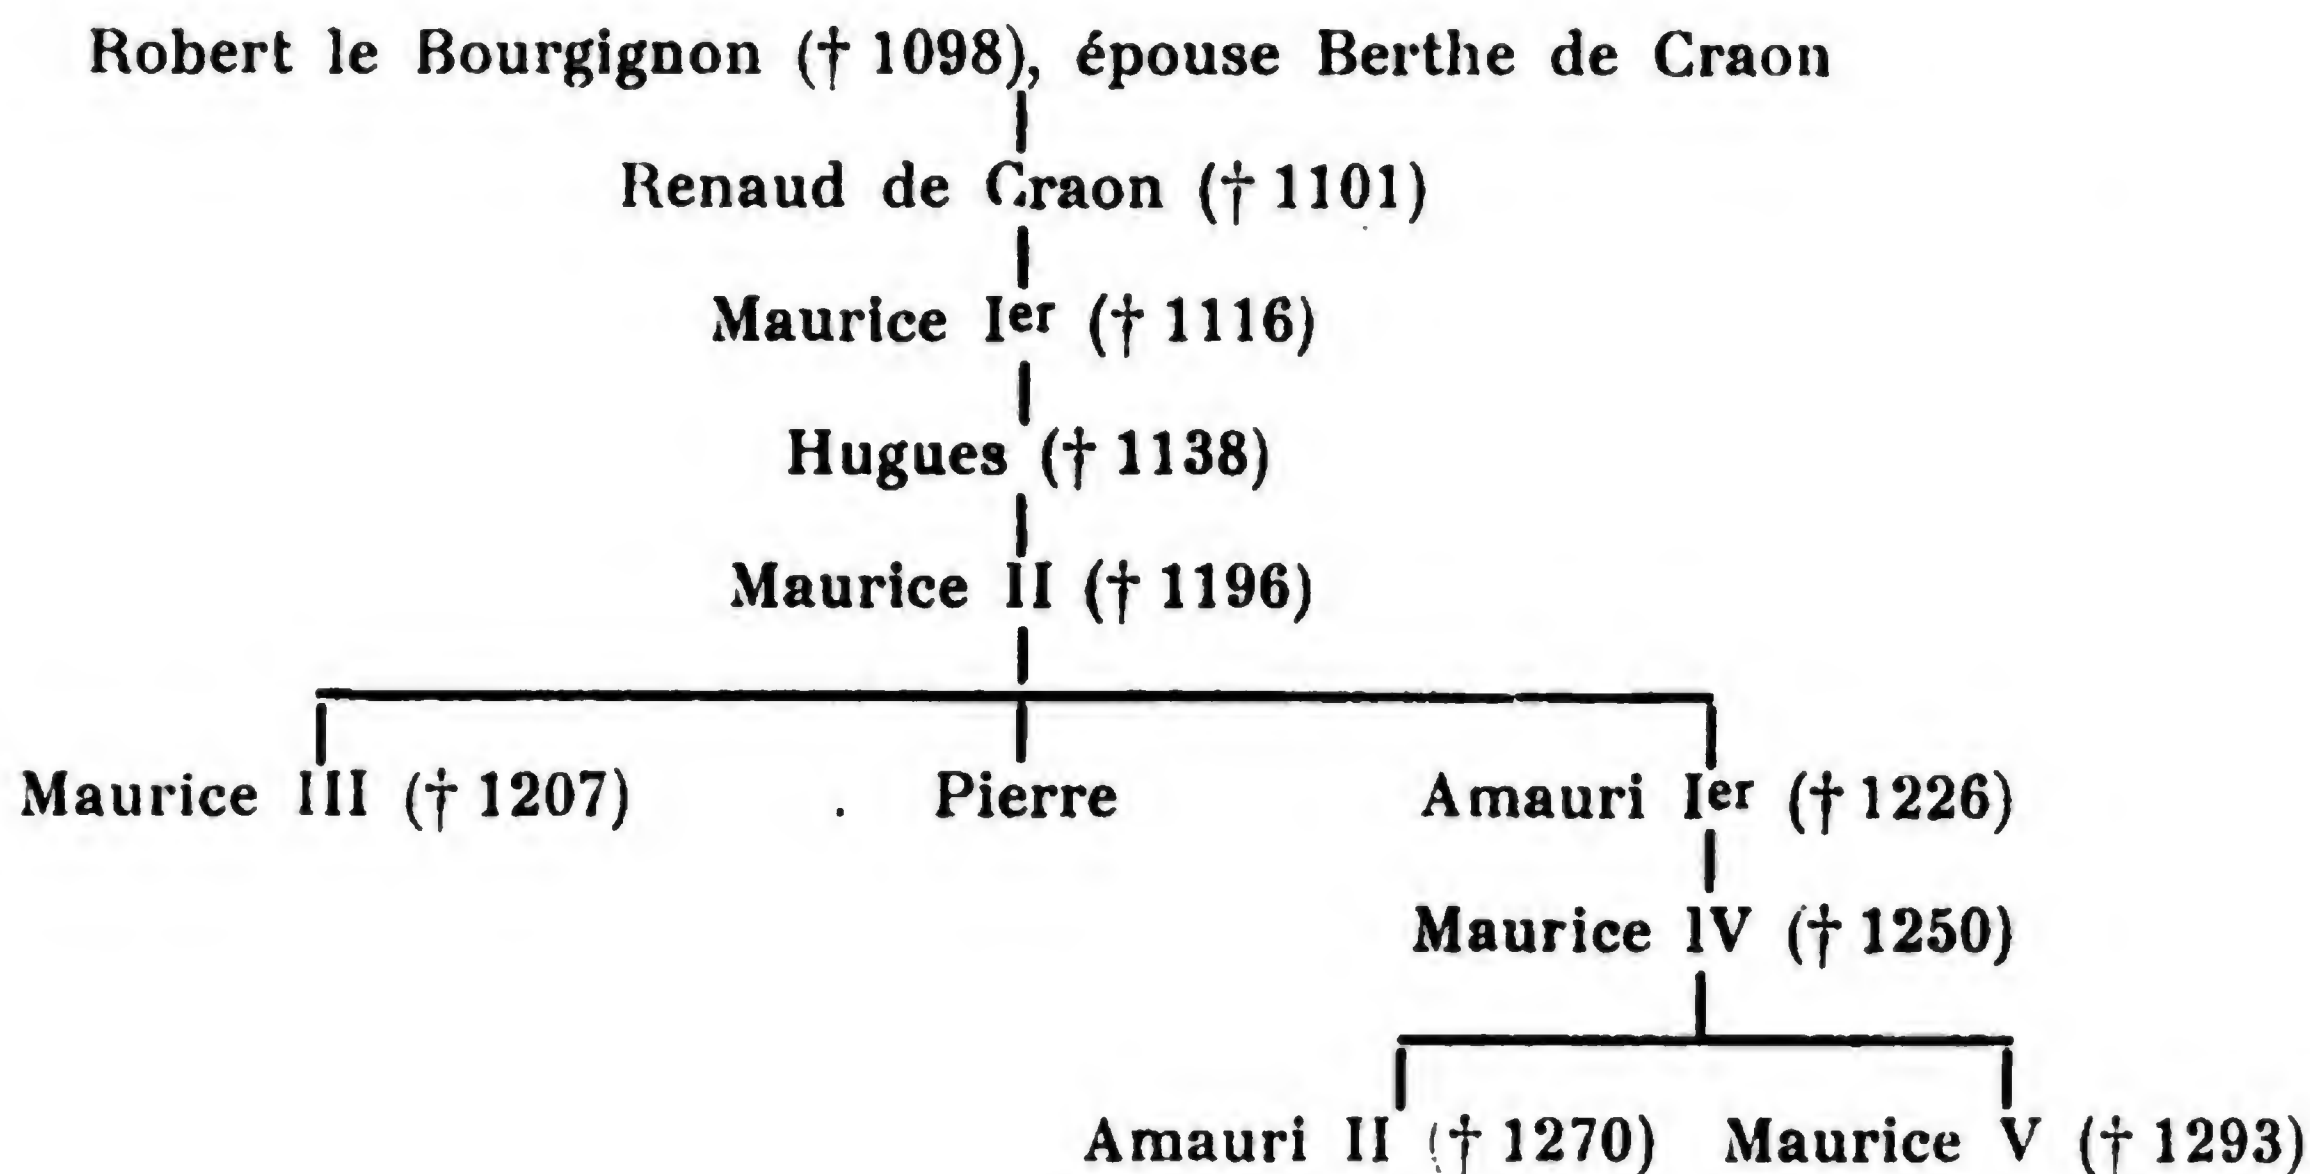 Robert le Bourgignon († 1098), épouse Berthe de Craon
Renaud de Craon († 1101)
Maurice Ier († 1116)
Hugues († 1138)
Maurice II († 1196)
Maurice III († 1207) Pierre Amauri Ier († 1226)
Maurice IV († 1250)
Amauri II († 1270) Maurice V († 1293)